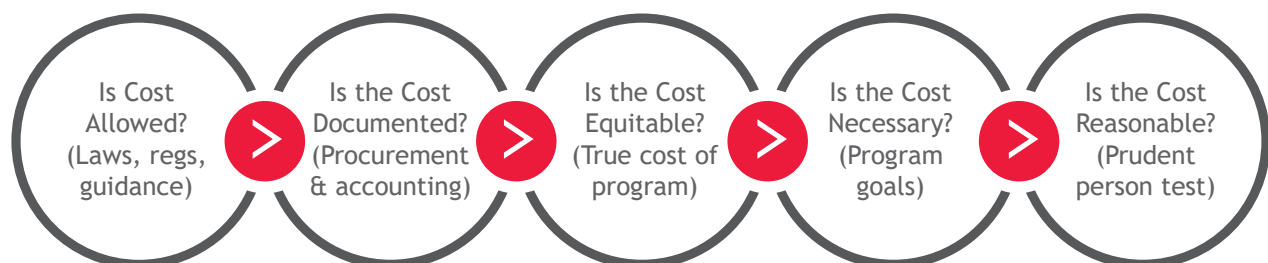 Is Cost
Allowed?
(Laws, regs,
guidance)
Is the Cost
Documented?
(Procurement
& accounting)
Is the Cost
Equitable?
(True cost of
program)
Is the Cost
Necessary?
(Program
goals)
Is the Cost
Reasonable?
(Prudent
person test)